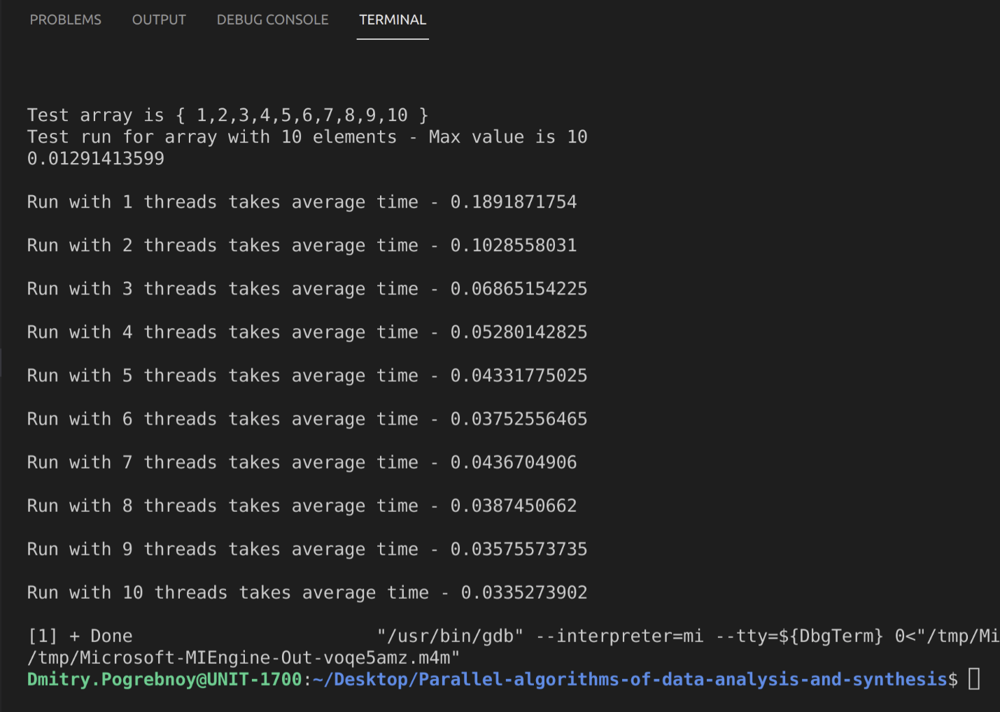 PROBLEMS OUTPUT DEBUG CONSOLE TERMINAL
Test array is { 1,2,3,4,5,6,7,8,9,10 }
Test run for array with 10 elements - Max value is 10
0.01291413599
Run with 1 threads takes average time - 0.1891871754
Run with 2 threads takes average time - 0.1028558031
Run with 3 threads takes average time - 0.06865154225
Run with 4 threads takes average time - 0.05280142825
Run with 5 threads takes average time - 0.04331775025
Run with 6 threads takes average time - 0.03752556465
Run with 7 threads takes average time - 0.0436704906
Run with 8 threads takes average time - 0.0387450662
Run with 9 threads takes average time - 0.03575573735
Run with 10 threads takes average time - 0.0335273902
[1] + Done                       "/usr/bin/gdb" --interpreter=mi --tty=${DbgTerm} 0<"/tmp/Mi
/tmp/Microsoft-MIEngine-Out-voqe5amz.m4m"
Dmitry.Pogrebnoy@UNIT-1700:~/Desktop/Parallel-algorithms-of-data-analysis-and-synthesis$